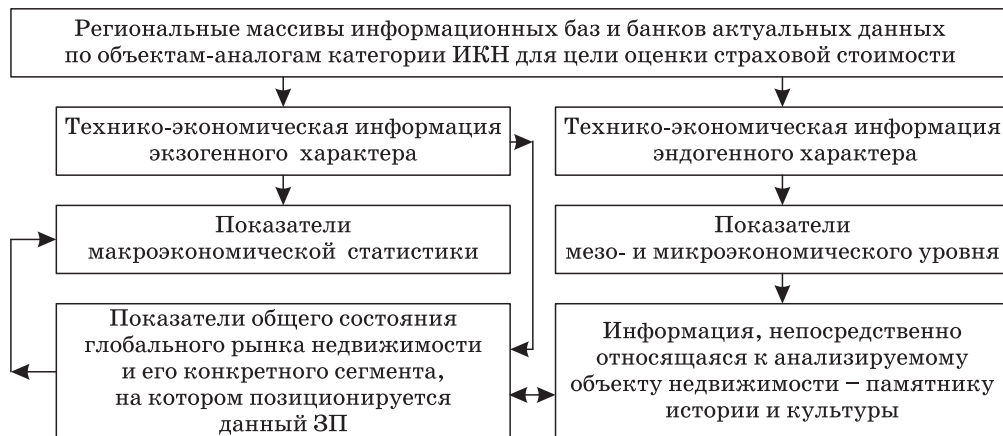 Региональные массивы информационных баз и банков актуальных данных
по объектам-аналогам категории ИКН для цели оценки страховой стоимости
Технико-экономическая информация
экзогенного характера
Технико-экономическая информация
эндогенного характера
Показатели
макроэкономической статистики
Показатели
мезо- и микроэкономического уровня
Показатели общего состояния
глобального рынка недвижимости
и его конкретного сегмента,
на котором позиционируется
данный ЗП
Информация, непосредственно
относящаяся к анализируемому
объекту недвижимости – памятнику
истории и культуры